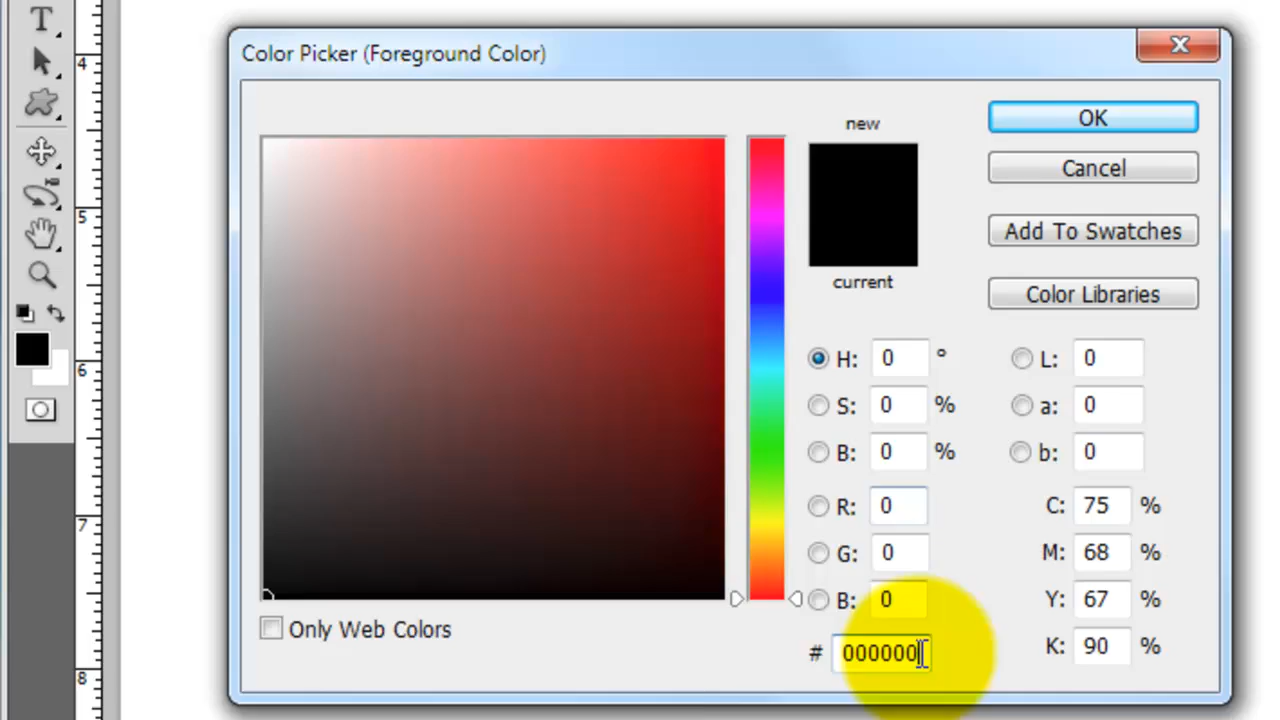 T
4
5
6
7
8
Color Picker (Foreground Color)
new
current
OK
Cancel
Add To Swatches
Color Libraries
H: 0 °
S: 0 %
B: 0 %
R: 0
G: 0
B: 0
# 000000
L: 0
a: 0
b: 0
C: 75 %
M: 68 %
Y: 67 %
K: 90 %
Only Web Colors